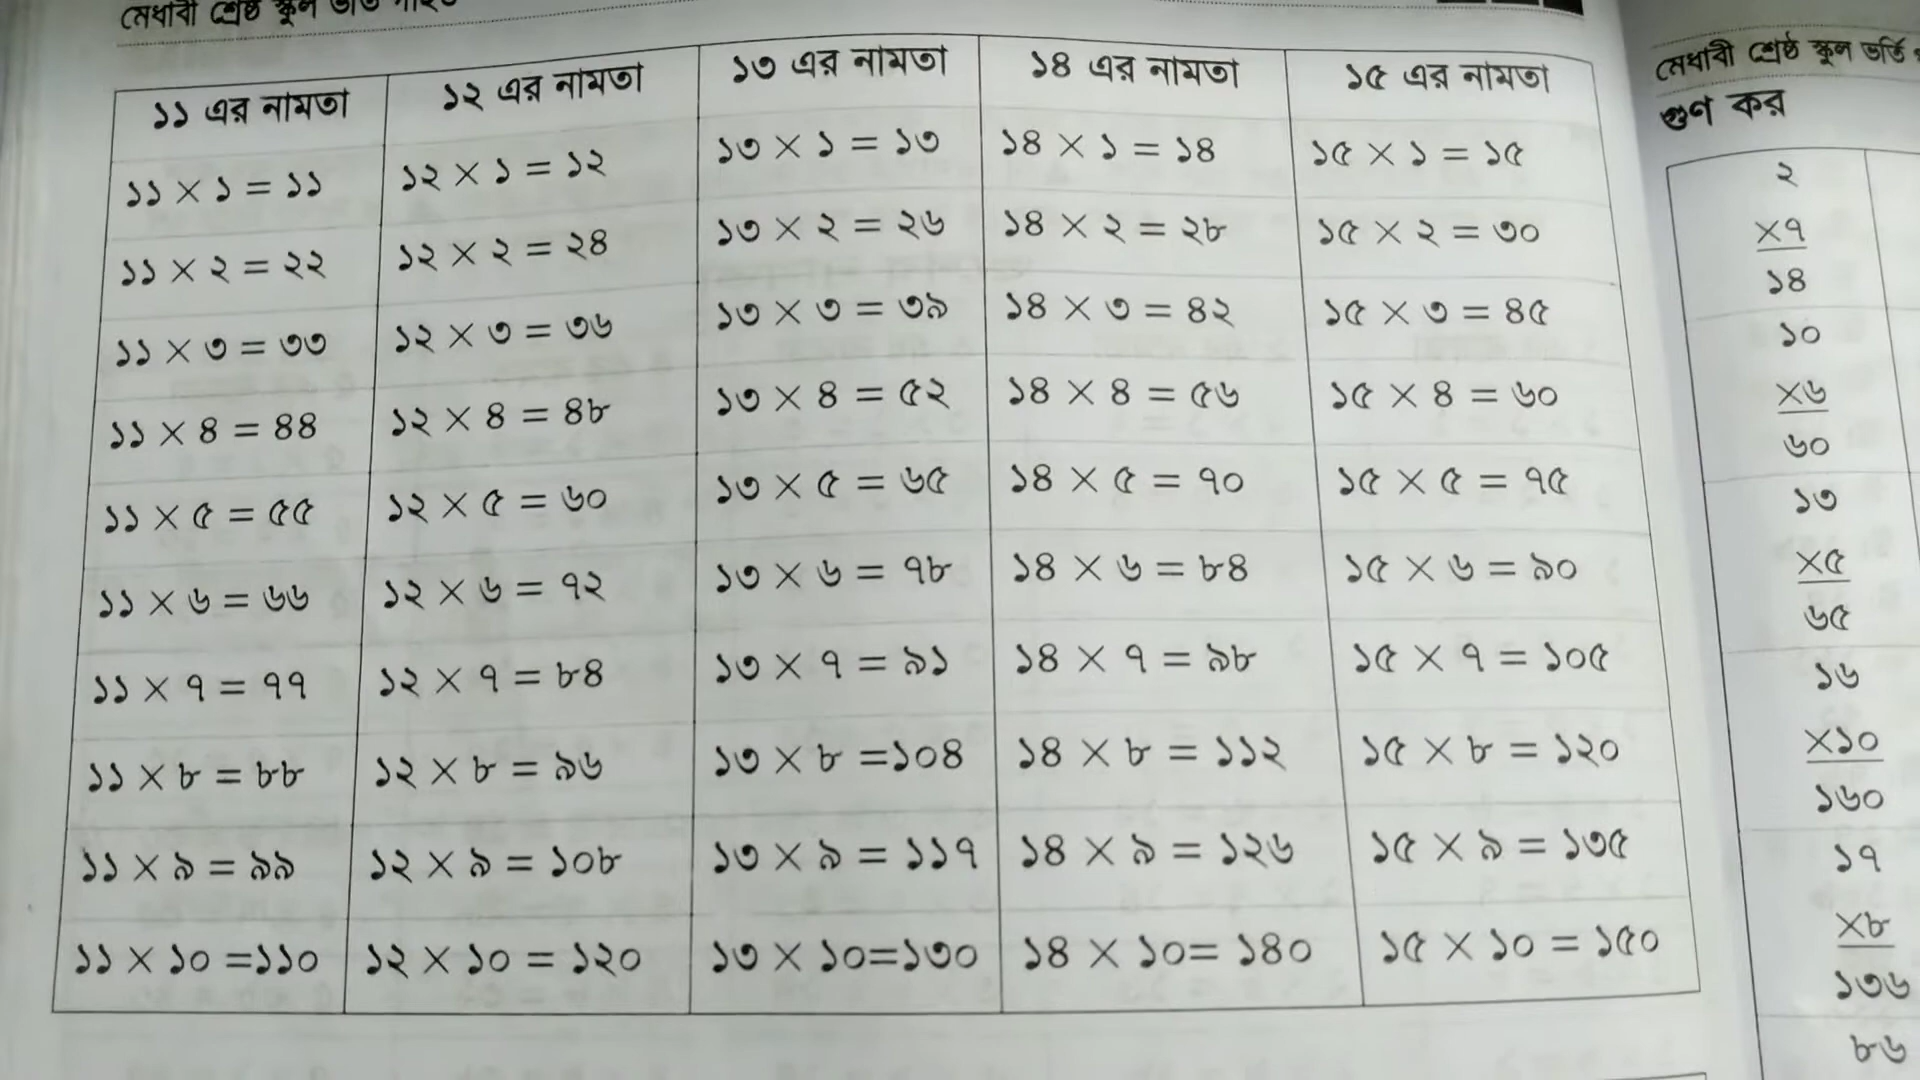 মেধাবী শ্রেষ্ঠ স্কুল ভর্তি গাইড
১১ এর নামতা ১২ এর নামতা ১৩ এর নামতা ১৪ এর নামতা ১৫ এর নামতা
১১ × ১ = ১১ ১২ × ১ = ১২ ১৩ × ১ = ১৩ ১৪ × ১ = ১৪ ১৫ × ১ = ১৫
১১ × ২ = ২২ ১২ × ২ = ২৪ ১৩ × ২ = ২৬ ১৪ × ২ = ২৮ ১৫ × ২ = ৩০
১১ × ৩ = ৩৩ ১২ × ৩ = ৩৬ ১৩ × ৩ = ৩৯ ১৪ × ৩ = ৪২ ১৫ × ৩ = ৪৫
১১ × ৪ = ৪৪ ১২ × ৪ = ৪৮ ১৩ × ৪ = ৫২ ১৪ × ৪ = ৫৬ ১৫ × ৪ = ৬০
১১ × ৫ = ৫৫ ১২ × ৫ = ৬০ ১৩ × ৫ = ৬৫ ১৪ × ৫ = ৭০ ১৫ × ৫ = ৭৫
১১ × ৬ = ৬৬ ১২ × ৬ = ৭২ ১৩ × ৬ = ৭৮ ১৪ × ৬ = ৮৪ ১৫ × ৬ = ৯০
১১ × ৭ = ৭৭ ১২ × ৭ = ৮৪ ১৩ × ৭ = ৯১ ১৪ × ৭ = ৯৮ ১৫ × ৭ = ১০৫
১১ × ৮ = ৮৮ ১২ × ৮ = ৯৬ ১৩ × ৮ =১০৪ ১৪ × ৮ = ১১২ ১৫ × ৮ = ১২০
১১ × ৯ = ৯৯ ১২ × ৯ = ১০৮ ১৩ × ৯ = ১১৭ ১৪ × ৯ = ১২৬ ১৫ × ৯ = ১৩৫
১১ × ১০ =১১০ ১২ × ১০ = ১২০ ১৩ × ১০=১৩০ ১৪ × ১০= ১৪০ ১৫ × ১০ = ১৫০
মেধাবী শ্রেষ্ঠ স্কুল ভর্তি
গুণ কর
২
×৭
১৪
১০
×৬
৬০
১৩
×৫
৬৫
১৬
×১০
১৬০
১৭
×৮
১৩৬
৮৬